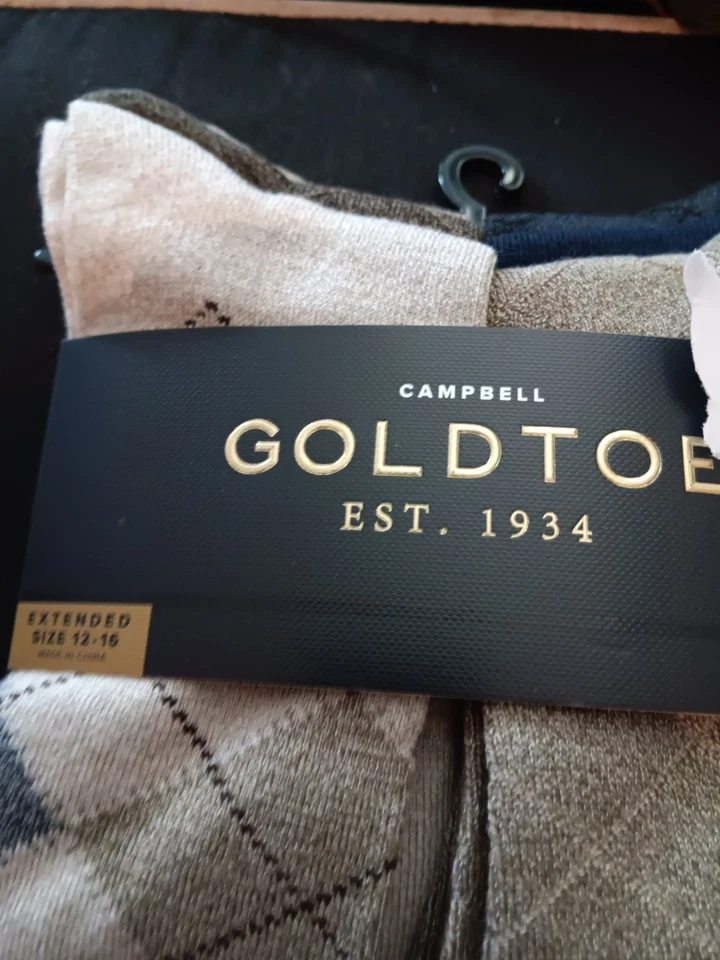 CAMPBELL
GOLDTOE
EST. 1934
EXTENDED
SIZE 12-16
MADE IN CHINA